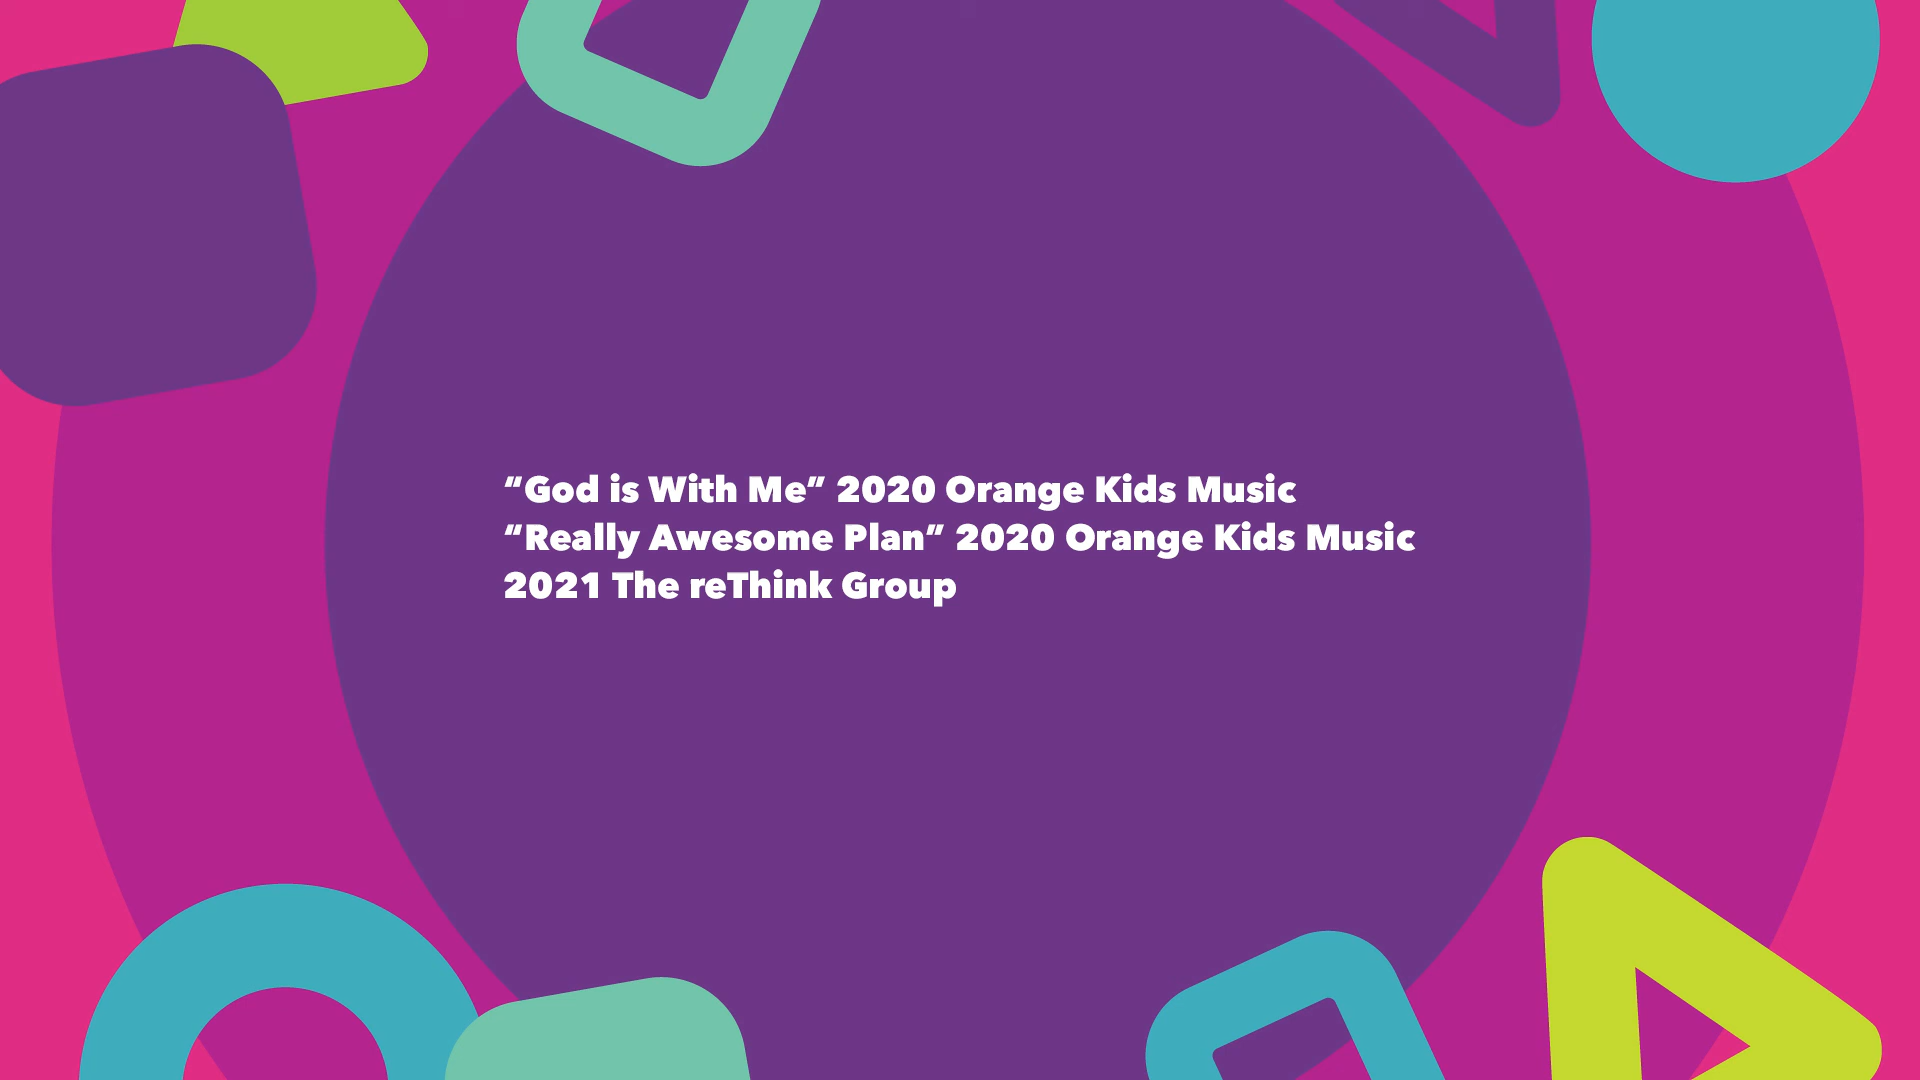 “God is With Me” 2020 Orange Kids Music
“Really Awesome Plan” 2020 Orange Kids Music
2021 The reThink Group